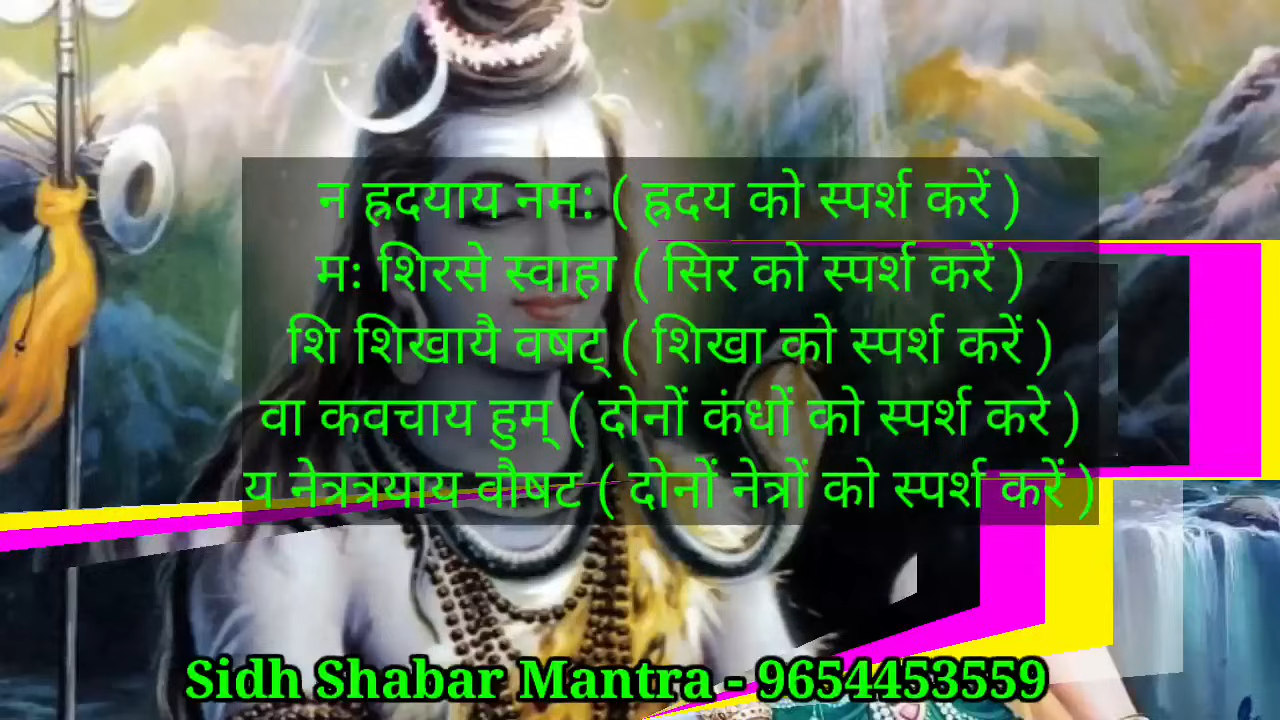 न ह्रदयाय नमः ( ह्रदय को स्पर्श करें )
मः शिरसे स्वाहा ( सिर को स्पर्श करें )
शि शिखायै वषट् ( शिखा को स्पर्श करें )
वा कवचाय हुम् ( दोनों कंधों को स्पर्श करे )
य नेत्रत्रयाय वौषट ( दोनों नेत्रों को स्पर्श करें )
Sidh Shabar Mantra - 9654453559